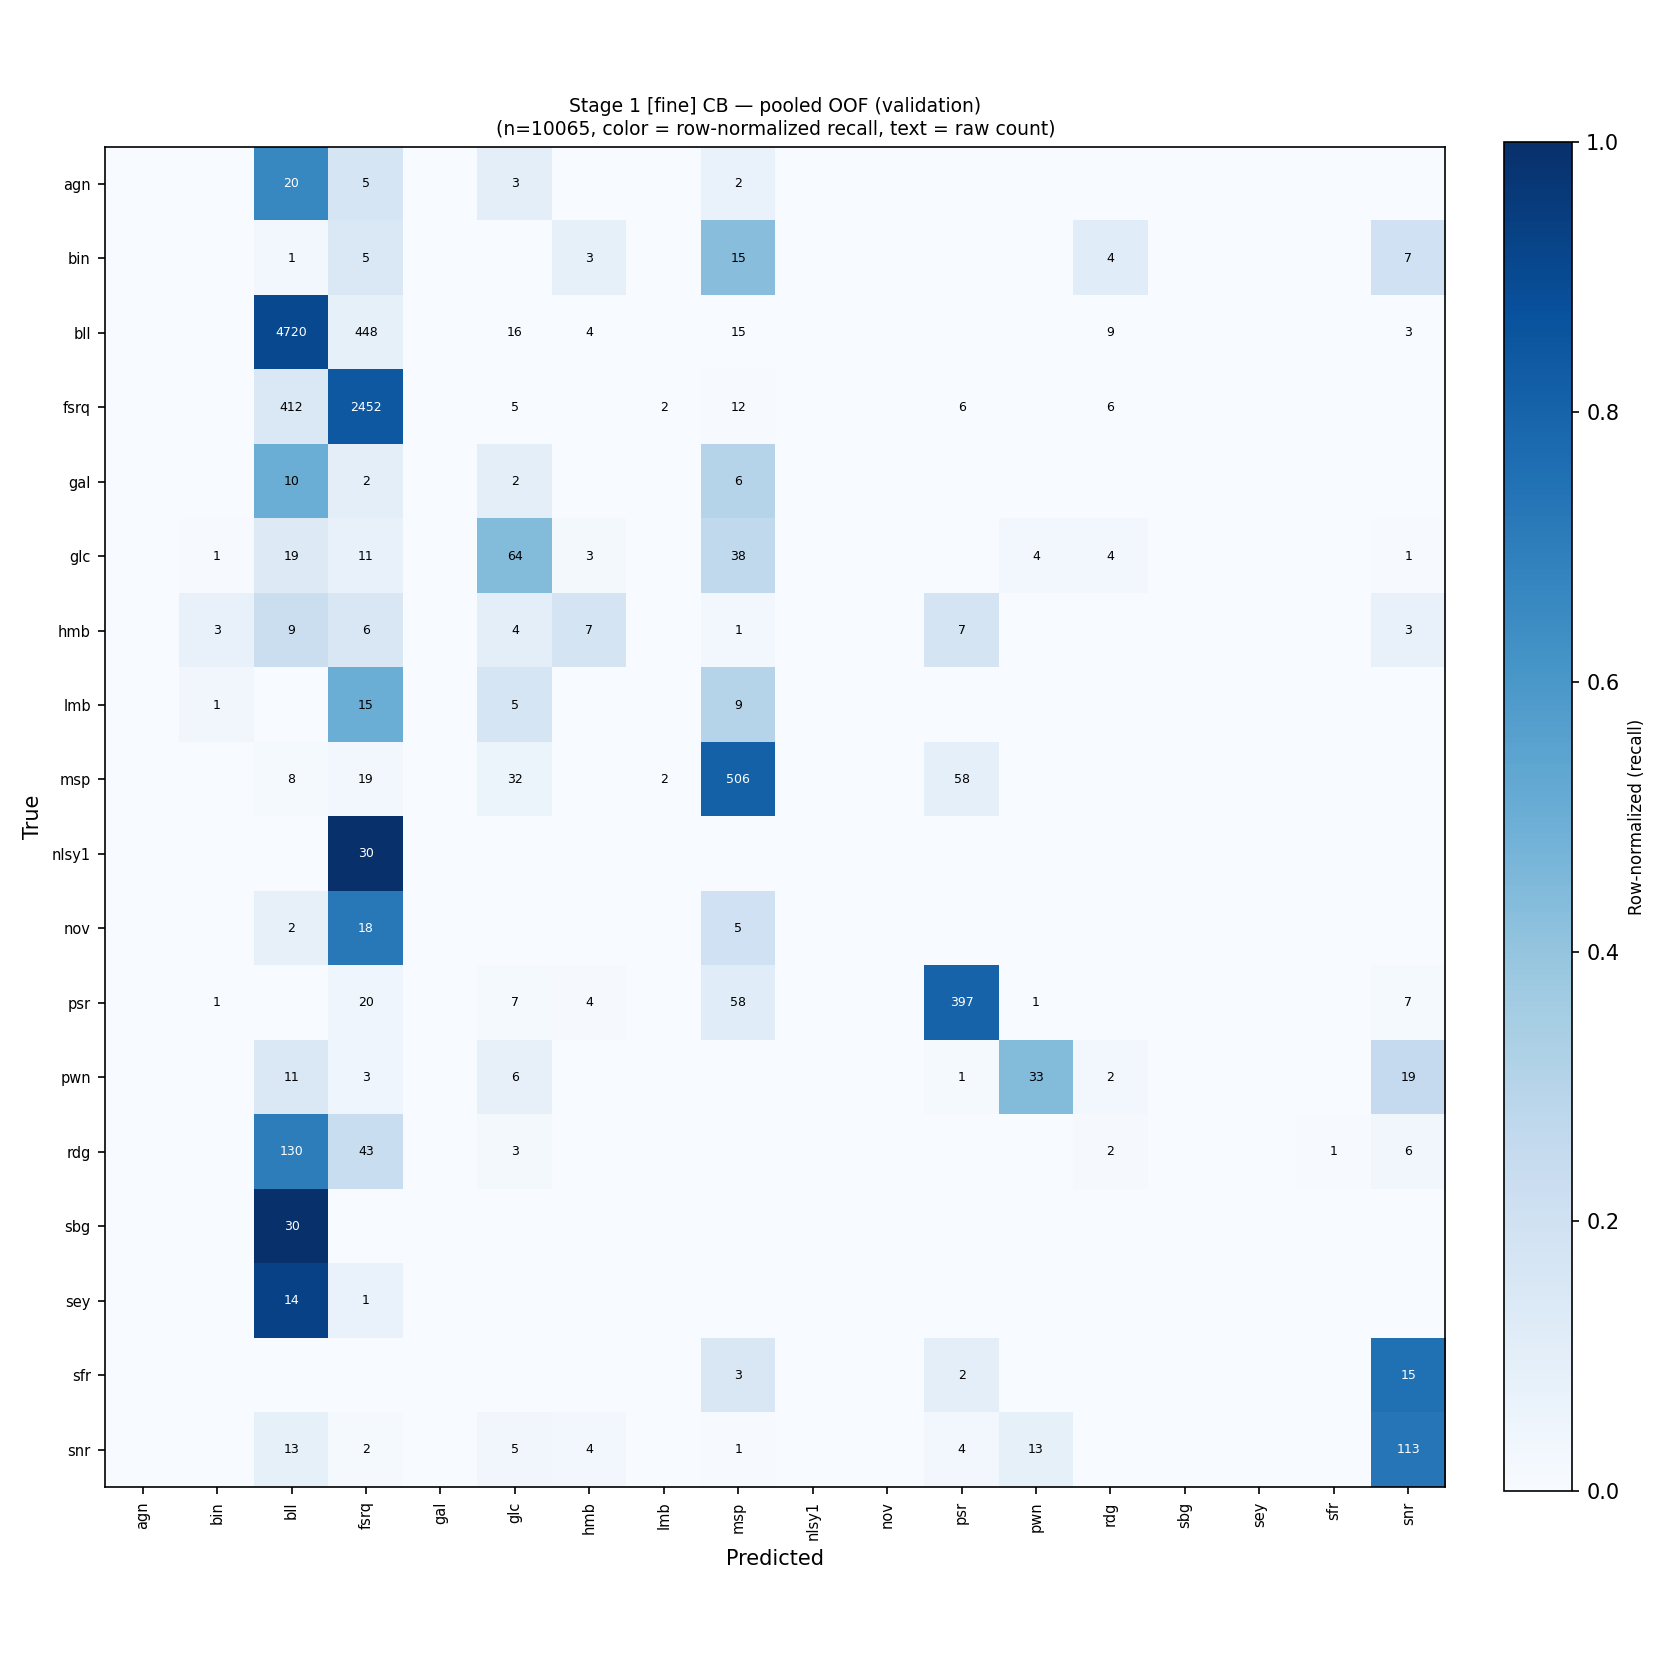 Stage 1 [fine] CB — pooled OOF (validation)
(n=10065, color = row-normalized recall, text = raw count)
True
agn 20 5 3 2
bin 1 5 3 15 4 7
bll 4720 448 16 4 15 9 3
fsrq 412 2452 5 2 12 6 6
gal 10 2 2 6
glc 1 19 11 64 3 38 4 4 1
hmb 3 9 6 4 7 1 7 3
lmb 1 15 5 9
msp 8 19 32 2 506 58
nlsy1 30
nov 2 18 5
psr 1 20 7 4 58 397 1 7
pwn 11 3 6 1 33 2 19
rdg 130 43 3 2 1 6
sbg 30
sey 14 1
sfr 3 2 15
snr 13 2 5 4 1 4 13 113
agn bin bll fsrq gal glc hmb lmb msp nlsy1 nov psr pwn rdg sbg sey sfr snr
Predicted
1.0
0.8
0.6
0.4
0.2
0.0
Row-normalized (recall)